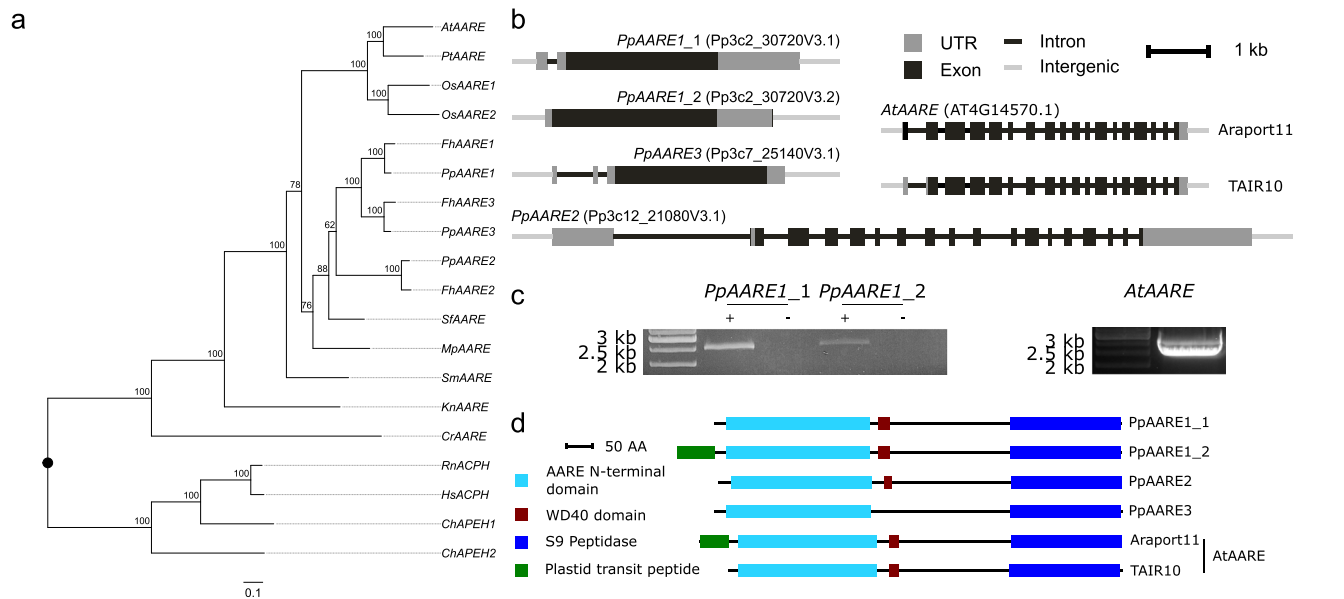 a
100
AtAARE
PtAARE
100
100
OsAARE1
OsAARE2
78
100
FhAARE1
PpAARE1
100
100
FhAARE3
PpAARE3
62
100
PpAARE2
FhAARE2
88
SfAARE
76
MpAARE
100
SmAARE
100
KnAARE
100
CrAARE
100
RnACPH
HsACPH
100
ChAPEH1
100
ChAPEH2
0.1
b
PpAARE1_1 (Pp3c2_30720V3.1)
PpAARE1_2 (Pp3c2_30720V3.2)
PpAARE3 (Pp3c7_25140V3.1)
PpAARE2 (Pp3c12_21080V3.1)
UTR
Intron
1 kb
Exon
Intergenic
AtAARE (AT4G14570.1)
Araport11
TAIR10
c
PpAARE1_1
PpAARE1_2
AtAARE
+
-
+
-
3 kb
2.5 kb
2 kb
3 kb
2.5 kb
2 kb
d
50 AA
AARE N-terminal
domain
WD40 domain
S9 Peptidase
Plastid transit peptide
PpAARE1_1
PpAARE1_2
PpAARE2
PpAARE3
Araport11
TAIR10
AtAARE